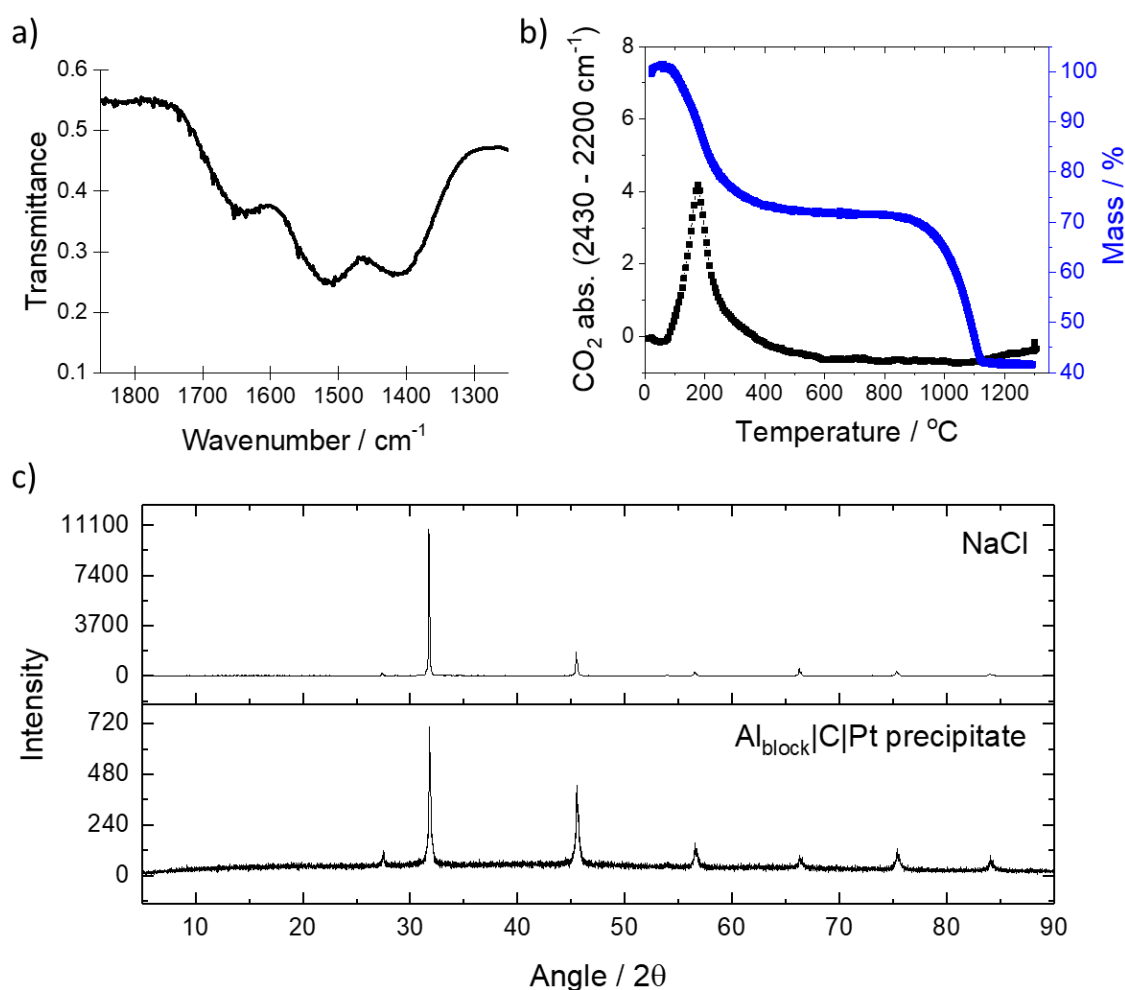 a)
0.6
0.5
0.4
0.3
0.2
0.1
Transmittance
1800 1700 1600 1500 1400 1300
Wavenumber / cm⁻¹
b)
8
6
4
2
0
CO₂ abs. (2430 - 2200 cm⁻¹)
100
90
80
70
60
50
40
Mass / %
0 200 400 600 800 1000 1200
Temperature / °C
c)
11100
7400
3700
0
NaCl
720
480
240
0
Al_block|C|Pt precipitate
Intensity
10 20 30 40 50 60 70 80 90
Angle / 2θ